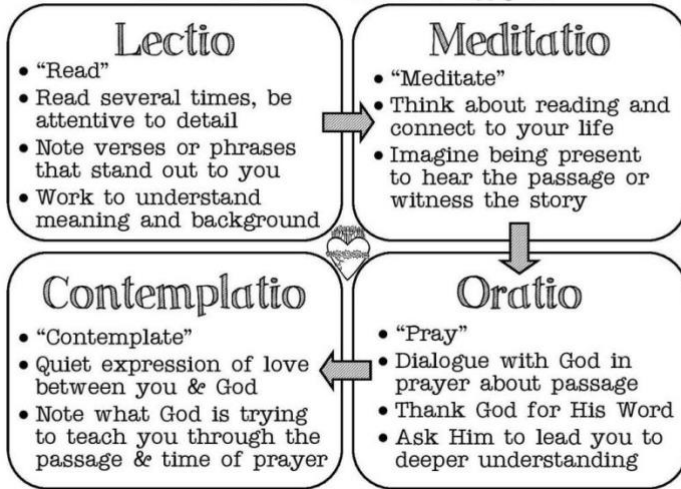 Lectio
• “Read”
• Read several times, be
attentive to detail
• Note verses or phrases
that stand out to you
• Work to understand
meaning and background
Meditatio
• “Meditate”
• Think about reading and
connect to your life
• Imagine being present
to hear the passage or
witness the story
Oratio
• “Pray”
• Dialogue with God in
prayer about passage
• Thank God for His Word
• Ask Him to lead you to
deeper understanding
Contemplatio
• “Contemplate”
• Quiet expression of love
between you & God
• Note what God is trying
to teach you through the
passage & time of prayer